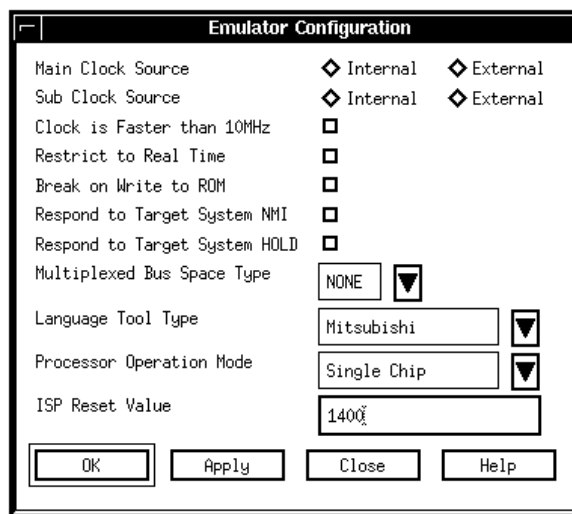 Emulator Configuration
Main Clock Source Internal External
Sub Clock Source Internal External
Clock is Faster than 10MHz
Restrict to Real Time
Break on Write to ROM
Respond to Target System NMI
Respond to Target System HOLD
Multiplexed Bus Space Type NONE
Language Tool Type Mitsubishi
Processor Operation Mode Single Chip
ISP Reset Value 1400
OK Apply Close Help